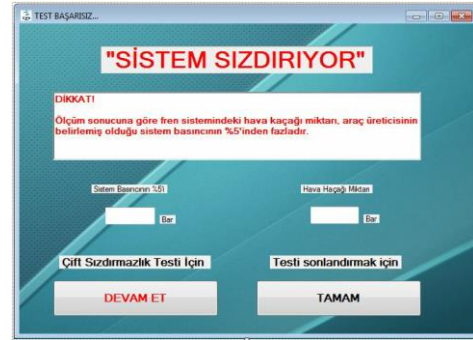 TEST BAŞARISIZ...
"SİSTEM SIZDIRIYOR"
DİKKAT!
Ölçüm sonucuna göre fren sistemindeki hava kaçağı miktarı, araç üreticisinin
belirlemiş olduğu sistem basıncının %5'inden fazladır.
Sistem Basıncının %5'i
Hava Haçağı Miktarı
Bar
Bar
Çift Sızdırmazlık Testi İçin
Testi sonlandırmak için
DEVAM ET
TAMAM